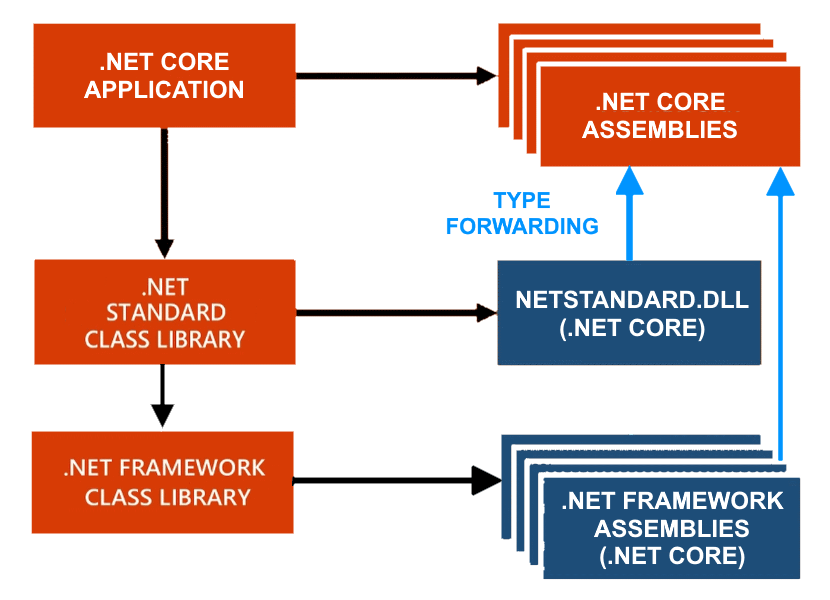 .NET CORE
APPLICATION
.NET CORE
ASSEMBLIES
TYPE
FORWARDING
.NET
STANDARD
CLASS LIBRARY
NETSTANDARD.DLL
(.NET CORE)
.NET FRAMEWORK
CLASS LIBRARY
.NET FRAMEWORK
ASSEMBLIES
(.NET CORE)